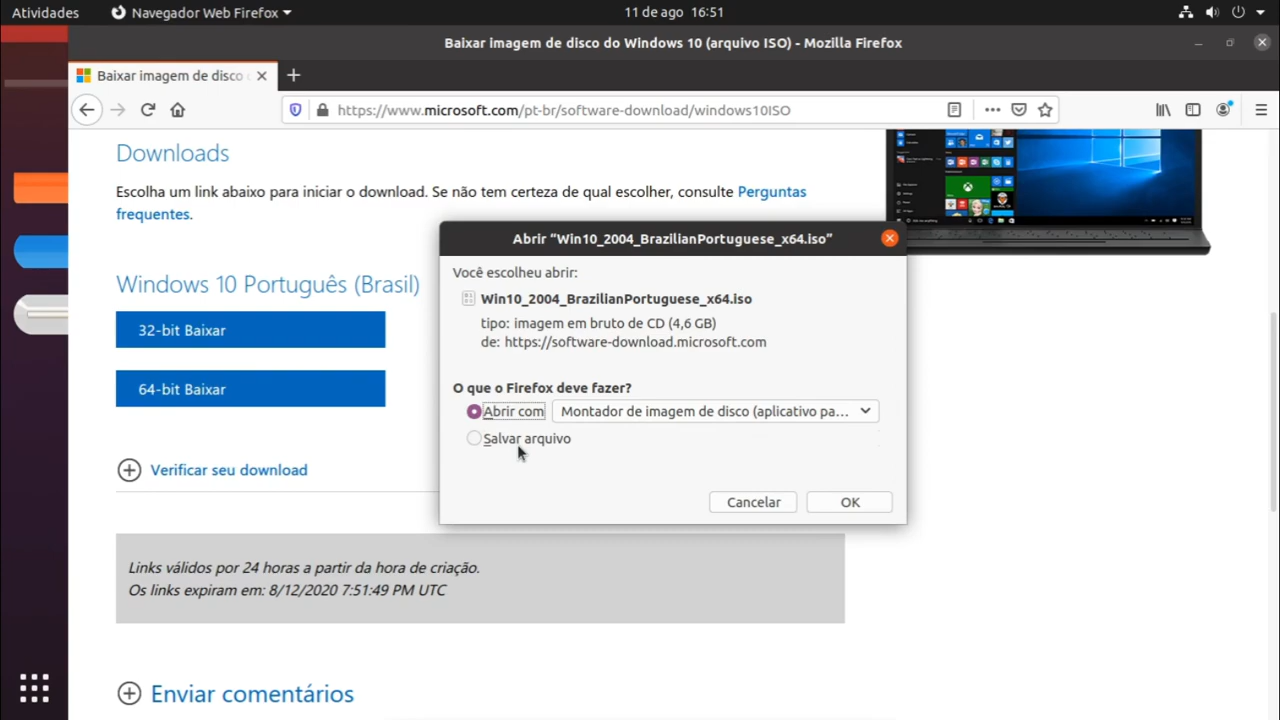 Atividades
Navegador Web Firefox
11 de ago 16:51
Baixar imagem de disco do Windows 10 (arquivo ISO) - Mozilla Firefox
Baixar imagem de disco
https://www.microsoft.com/pt-br/software-download/windows10ISO
Downloads
Escolha um link abaixo para iniciar o download. Se não tem certeza de qual escolher, consulte Perguntas
frequentes.
Windows 10 Português (Brasil)
32-bit Baixar
64-bit Baixar
Verificar seu download
Links válidos por 24 horas a partir da hora de criação.
Os links expiram em: 8/12/2020 7:51:49 PM UTC
Enviar comentários
Abrir “Win10_2004_BrazilianPortuguese_x64.iso”
Você escolheu abrir:
Win10_2004_BrazilianPortuguese_x64.iso
tipo: imagem em bruto de CD (4,6 GB)
de: https://software-download.microsoft.com
O que o Firefox deve fazer?
Abrir com
Montador de imagem de disco (aplicativo pa...
Salvar arquivo
Cancelar
OK